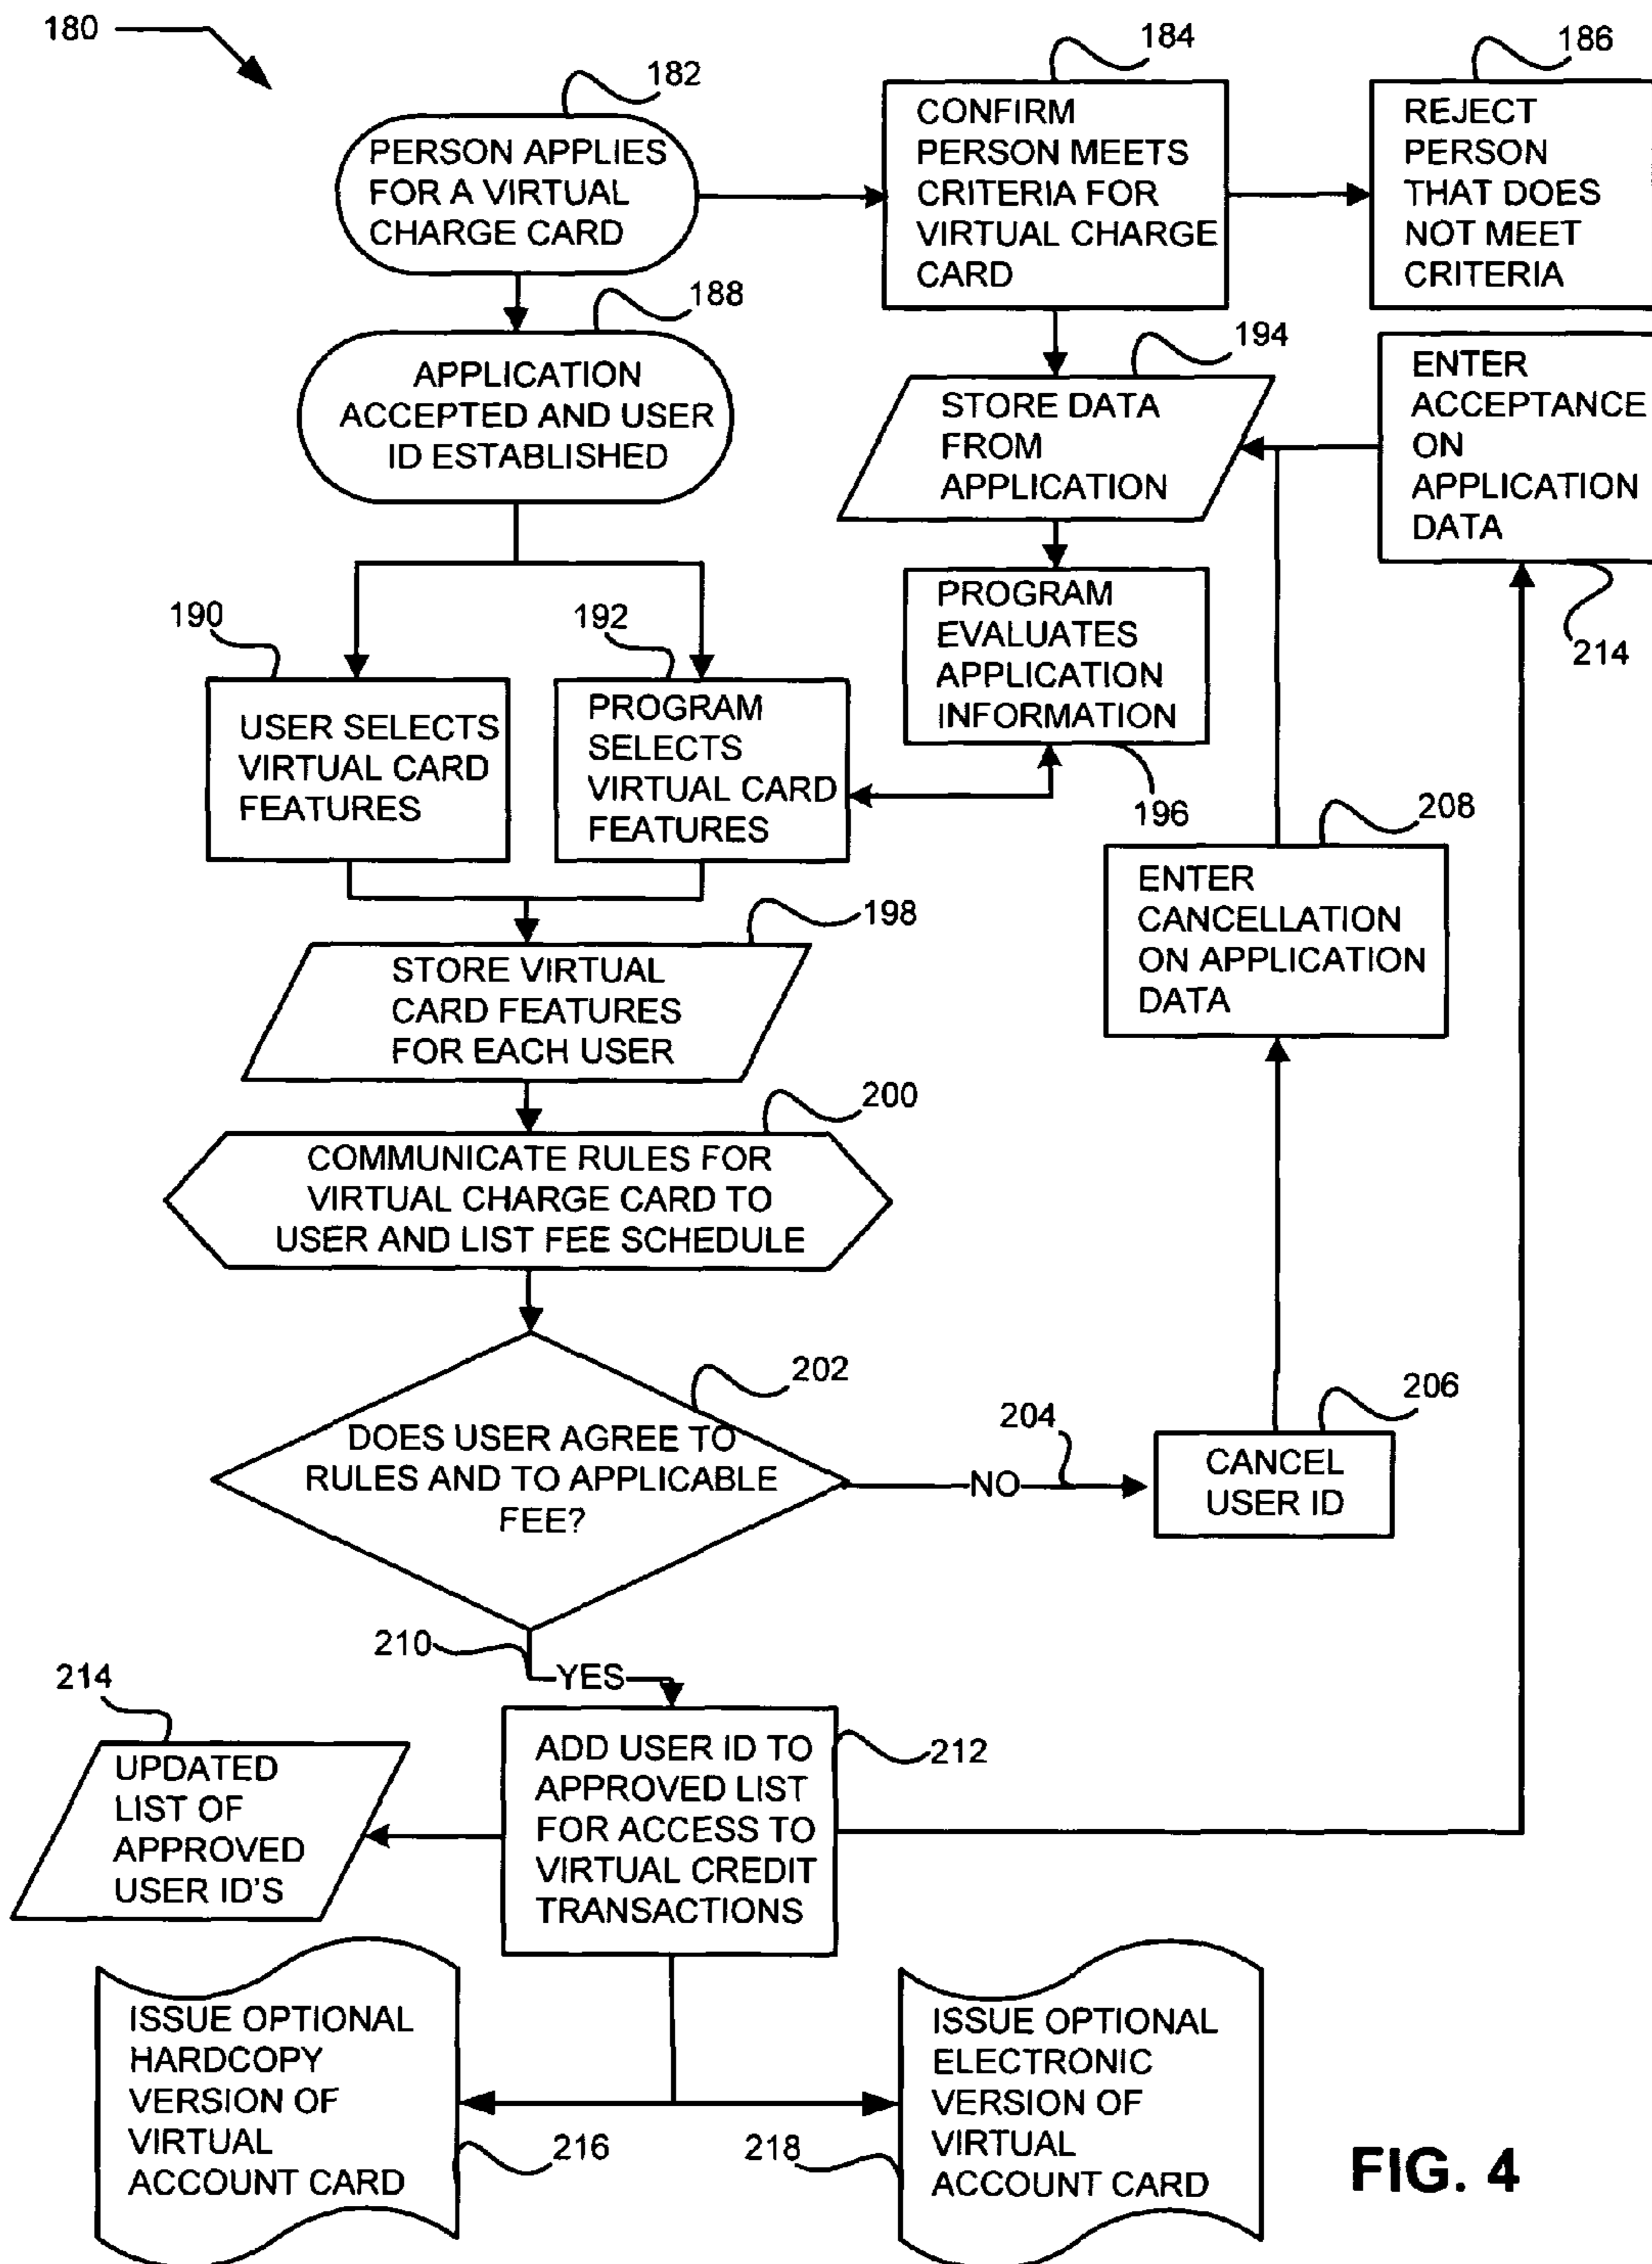 180
182
PERSON APPLIES
FOR A VIRTUAL
CHARGE CARD
184
CONFIRM
PERSON MEETS
CRITERIA FOR
VIRTUAL CHARGE
CARD
186
REJECT
PERSON
THAT DOES
NOT MEET
CRITERIA
188
APPLICATION
ACCEPTED AND USER
ID ESTABLISHED
194
STORE DATA
FROM
APPLICATION
ENTER
ACCEPTANCE
ON
APPLICATION
DATA
214
190
USER SELECTS
VIRTUAL CARD
FEATURES
192
PROGRAM
SELECTS
VIRTUAL CARD
FEATURES
PROGRAM
EVALUATES
APPLICATION
INFORMATION
196
208
ENTER
CANCELLATION
ON APPLICATION
DATA
198
STORE VIRTUAL
CARD FEATURES
FOR EACH USER
200
COMMUNICATE RULES FOR
VIRTUAL CHARGE CARD TO
USER AND LIST FEE SCHEDULE
202
DOES USER AGREE TO
RULES AND TO APPLICABLE
FEE?
204
NO
206
CANCEL
USER ID
210
YES
214
UPDATED
LIST OF
APPROVED
USER ID'S
ADD USER ID TO
APPROVED LIST
FOR ACCESS TO
VIRTUAL CREDIT
TRANSACTIONS
212
ISSUE OPTIONAL
HARDCOPY
VERSION OF
VIRTUAL
ACCOUNT CARD
216
218
ISSUE OPTIONAL
ELECTRONIC
VERSION OF
VIRTUAL
ACCOUNT CARD
FIG. 4